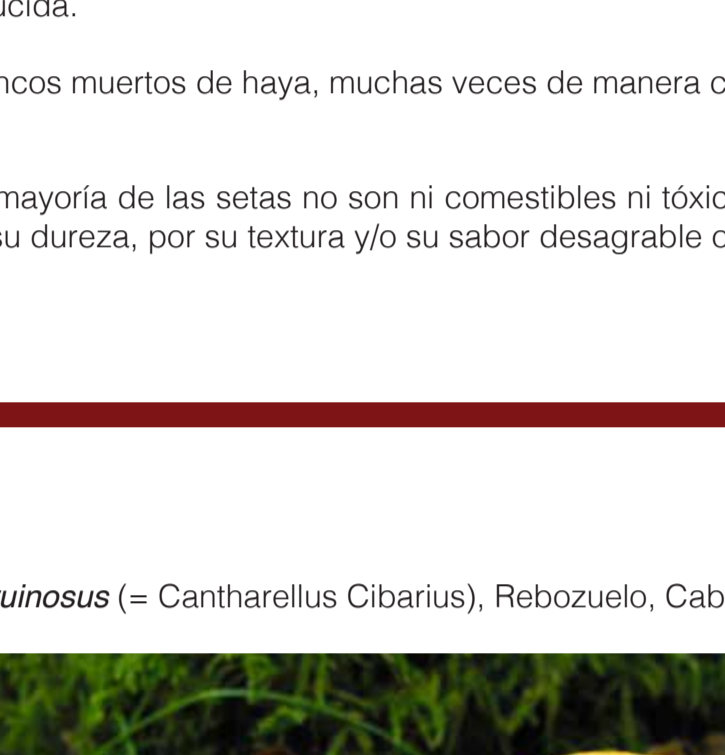 ucida.
ncos muertos de haya, muchas veces de manera c
mayoría de las setas no son ni comestibles ni tóxic
su dureza, por su textura y/o su sabor desagrable o
uinosus (= Cantharellus Cibarius), Rebozuelo, Cab